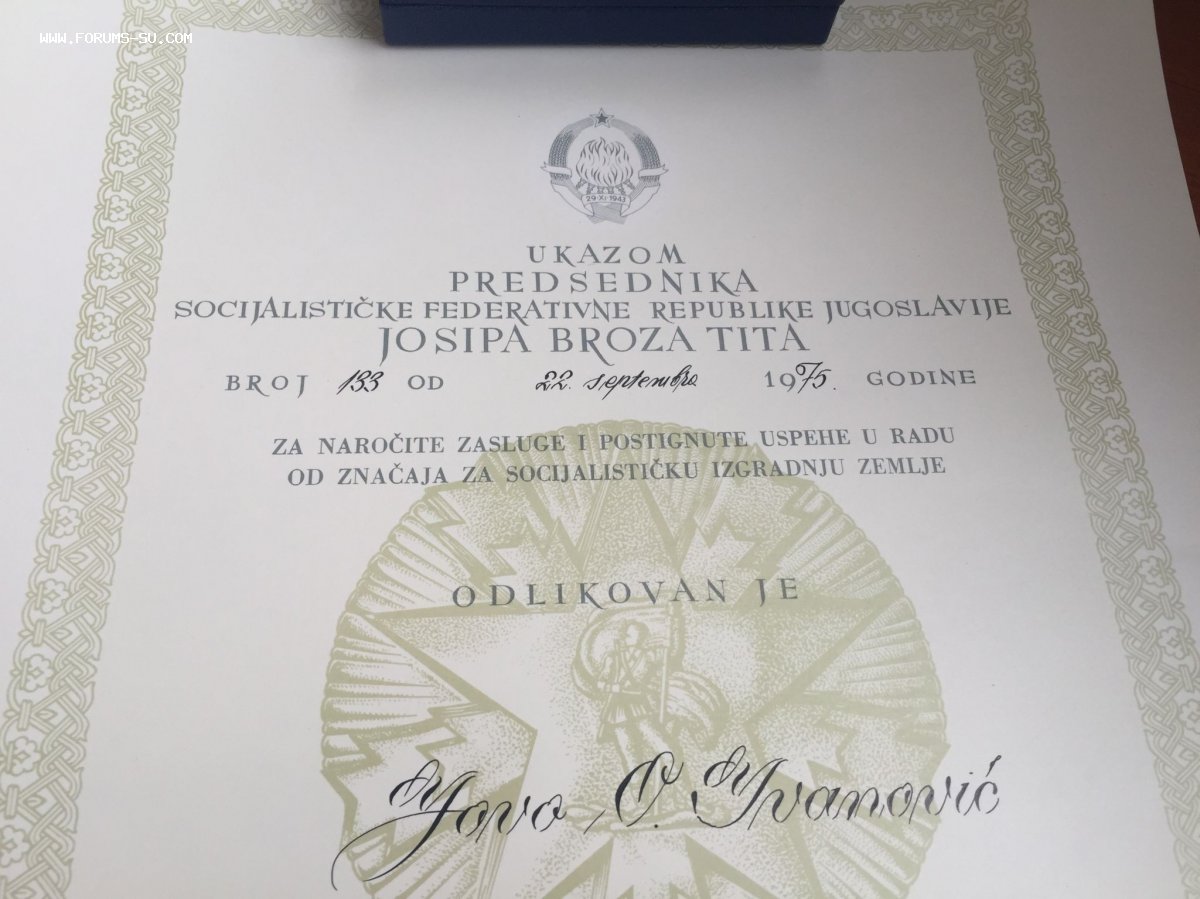 WWW.FORUMS-SU.COM
29·XI·1943
UKAZOM
PREDSEDNIKA
SOCIJALISTIČKE FEDERATIVNE REPUBLIKE JUGOSLAVIJE
JOSIPA BROZA TITA
BROJ 133 OD 22. septembra 1975. GODINE
ZA NAROČITE ZASLUGE I POSTIGNUTE USPEHE U RADU
OD ZNAČAJA ZA SOCIJALISTIČKU IZGRADNJU ZEMLJE
ODLIKOVAN JE
Jovo O. Ivanović